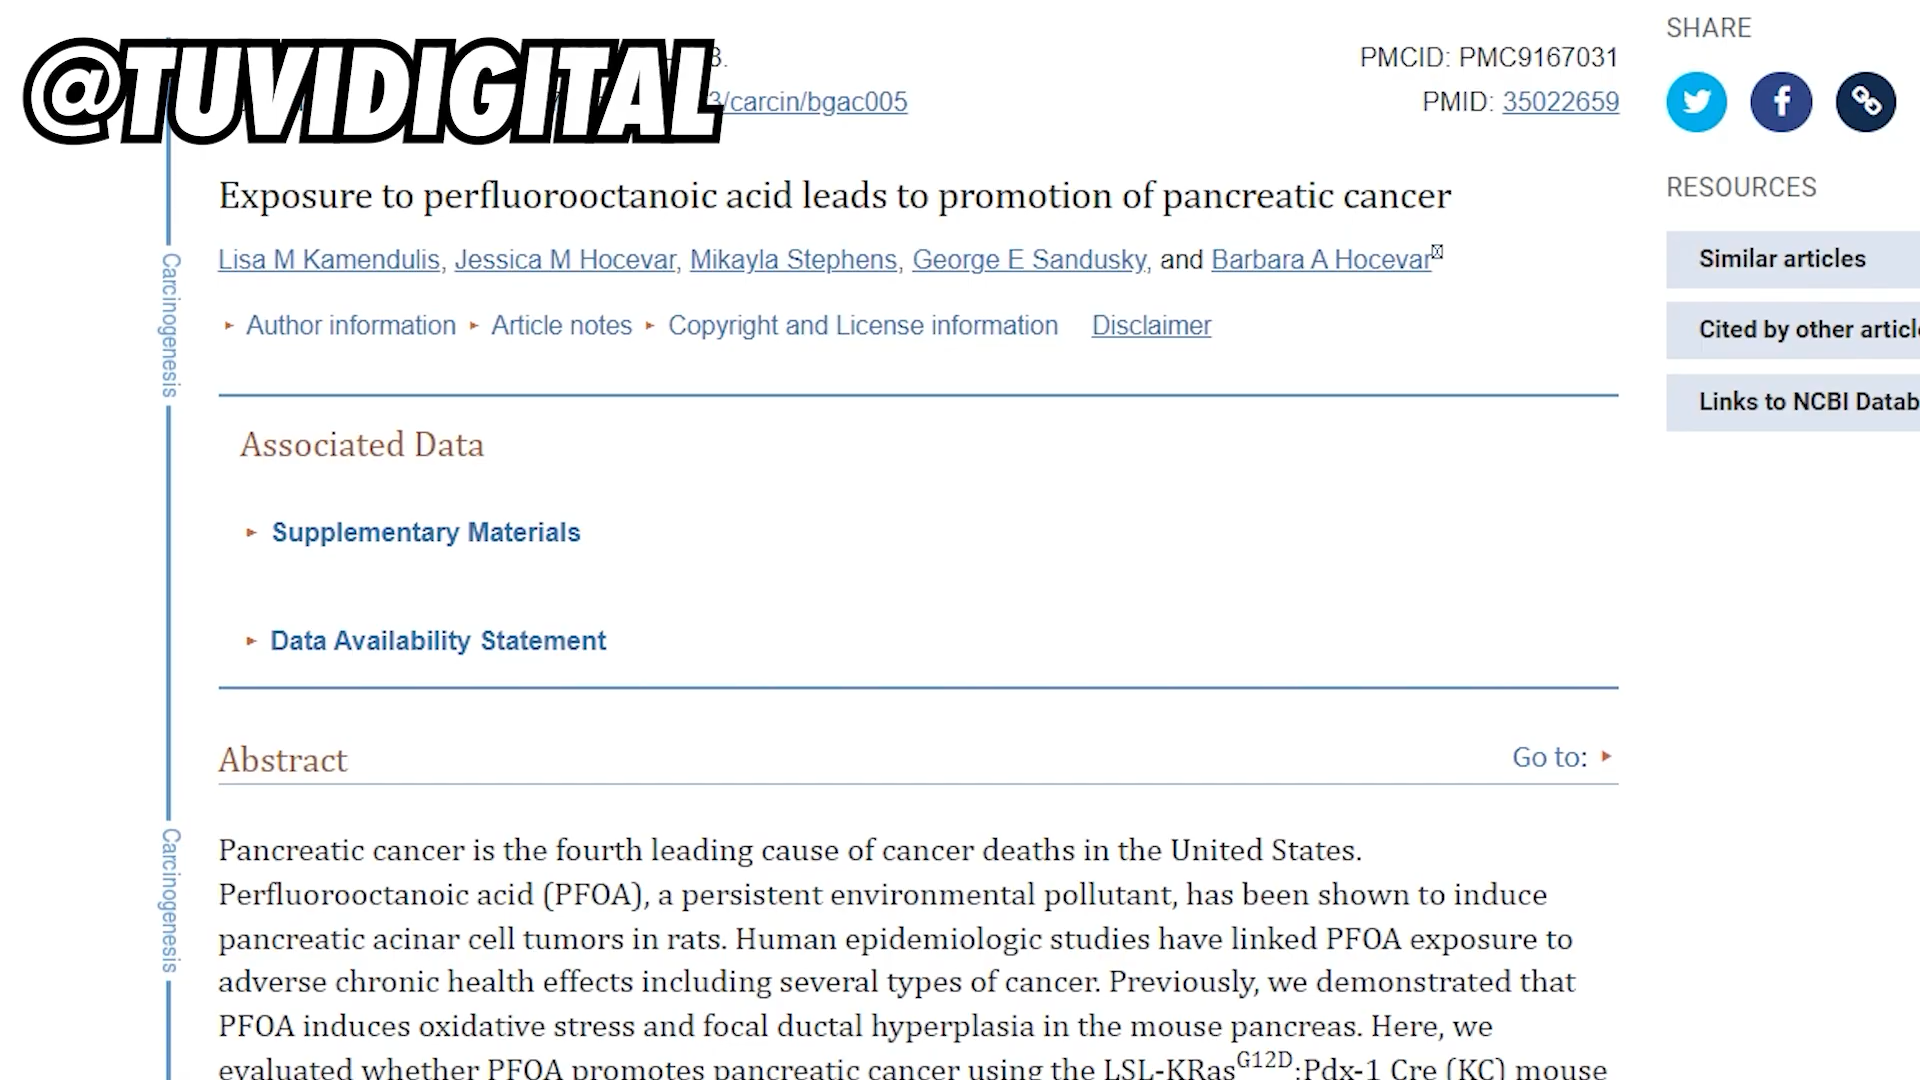 @TUVIDIGITAL
3.
3/carcin/bgac005
PMCID: PMC9167031
PMID: 35022659
Exposure to perfluorooctanoic acid leads to promotion of pancreatic cancer
Lisa M Kamendulis, Jessica M Hocevar, Mikayla Stephens, George E Sandusky, and Barbara A Hocevar
Author information Article notes Copyright and License information Disclaimer
Associated Data
Supplementary Materials
Data Availability Statement
Abstract
Go to:
Pancreatic cancer is the fourth leading cause of cancer deaths in the United States.
Perfluorooctanoic acid (PFOA), a persistent environmental pollutant, has been shown to induce
pancreatic acinar cell tumors in rats. Human epidemiologic studies have linked PFOA exposure to
adverse chronic health effects including several types of cancer. Previously, we demonstrated that
PFOA induces oxidative stress and focal ductal hyperplasia in the mouse pancreas. Here, we
evaluated whether PFOA promotes pancreatic cancer using the LSL-KRasG12D;Pdx-1 Cre (KC) mouse
Carcinogenesis
Carcinogenesis
SHARE
RESOURCES
Similar articles
Cited by other articl
Links to NCBI Datab